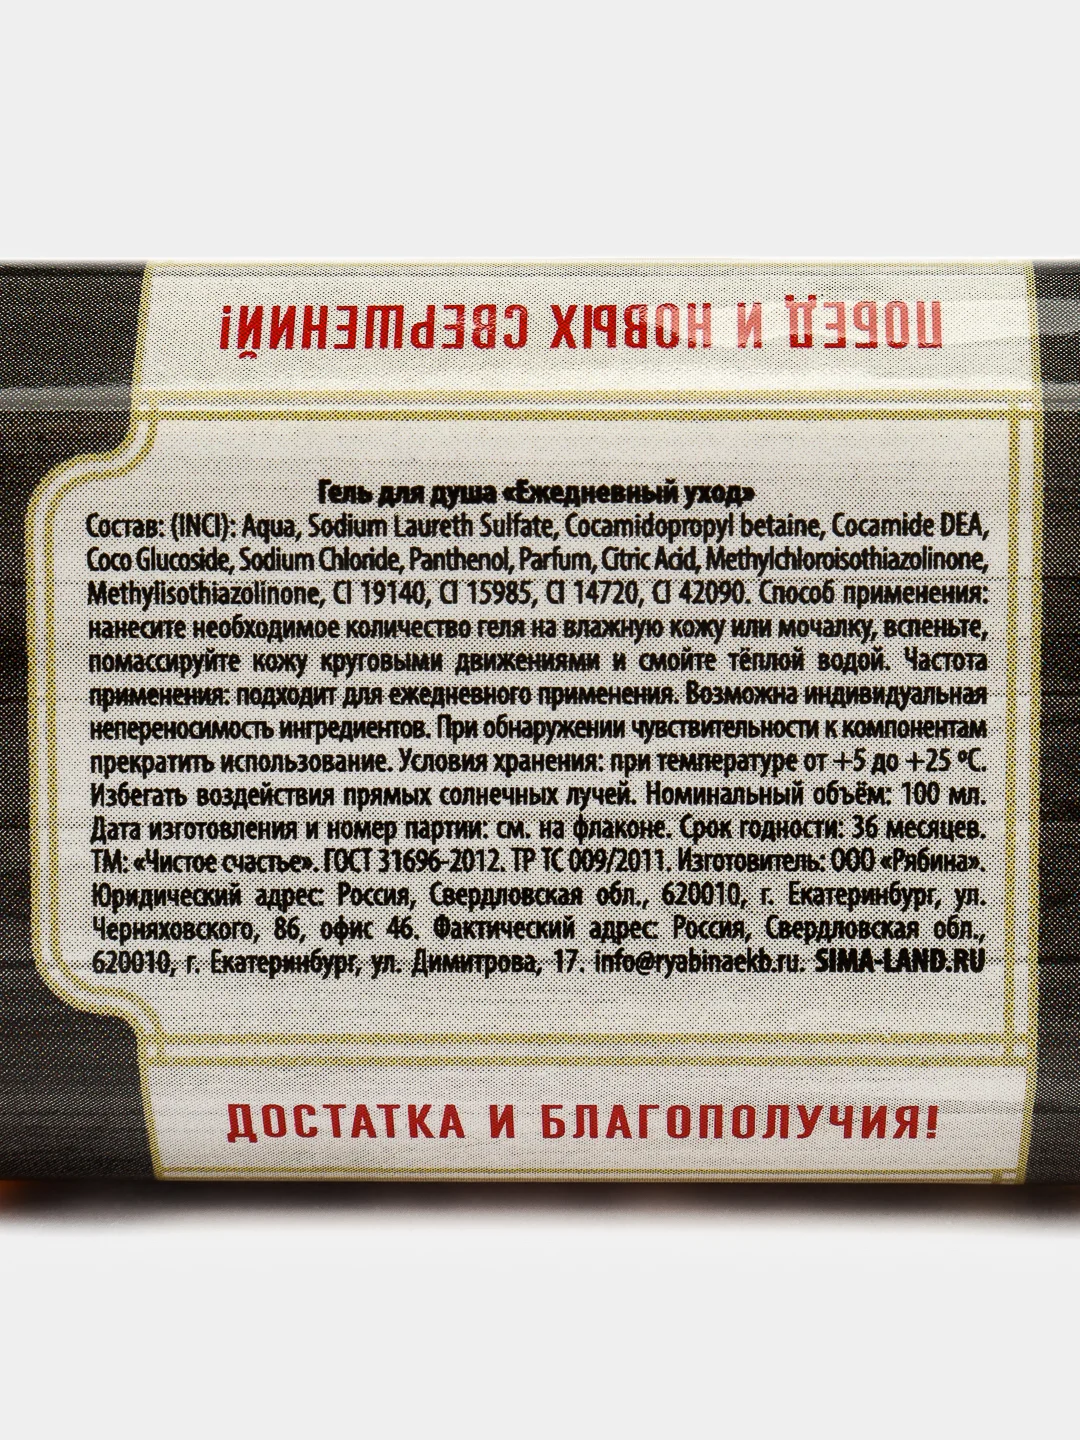 ПОБЕД И НОВЫХ СВЕРШЕНИЙ!
Гель для душа «Ежедневный уход»
Состав: (INCI): Aqua, Sodium Laureth Sulfate, Cocamidopropyl betaine, Cocamide DEA,
Coco Glucoside, Sodium Chloride, Panthenol, Parfum, Citric Acid, Methylchloroisothiazolinone,
Methylisothiazolinone, CI 19140, CI 15985, CI 14720, CI 42090. Способ применения:
нанесите необходимое количество геля на влажную кожу или мочалку, вспеньте,
помассируйте кожу круговыми движениями и смойте тёплой водой. Частота
применения: подходит для ежедневного применения. Возможна индивидуальная
непереносимость ингредиентов. При обнаружении чувствительности к компонентам
прекратить использование. Условия хранения: при температуре от +5 до +25 ºС.
Избегать воздействия прямых солнечных лучей. Номинальный объём: 100 мл.
Дата изготовления и номер партии: см. на флаконе. Срок годности: 36 месяцев.
ТМ: «Чистое счастье». ГОСТ 31696-2012. ТР ТС 009/2011. Изготовитель: ООО «Рябина».
Юридический адрес: Россия, Свердловская обл., 620010, г. Екатеринбург, ул.
Черняховского, 86, офис 46. Фактический адрес: Россия, Свердловская обл.,
620010, г. Екатеринбург, ул. Димитрова, 17. info@ryabinaekb.ru. SIMA-LAND.RU
ДОСТАТКА И БЛАГОПОЛУЧИЯ!